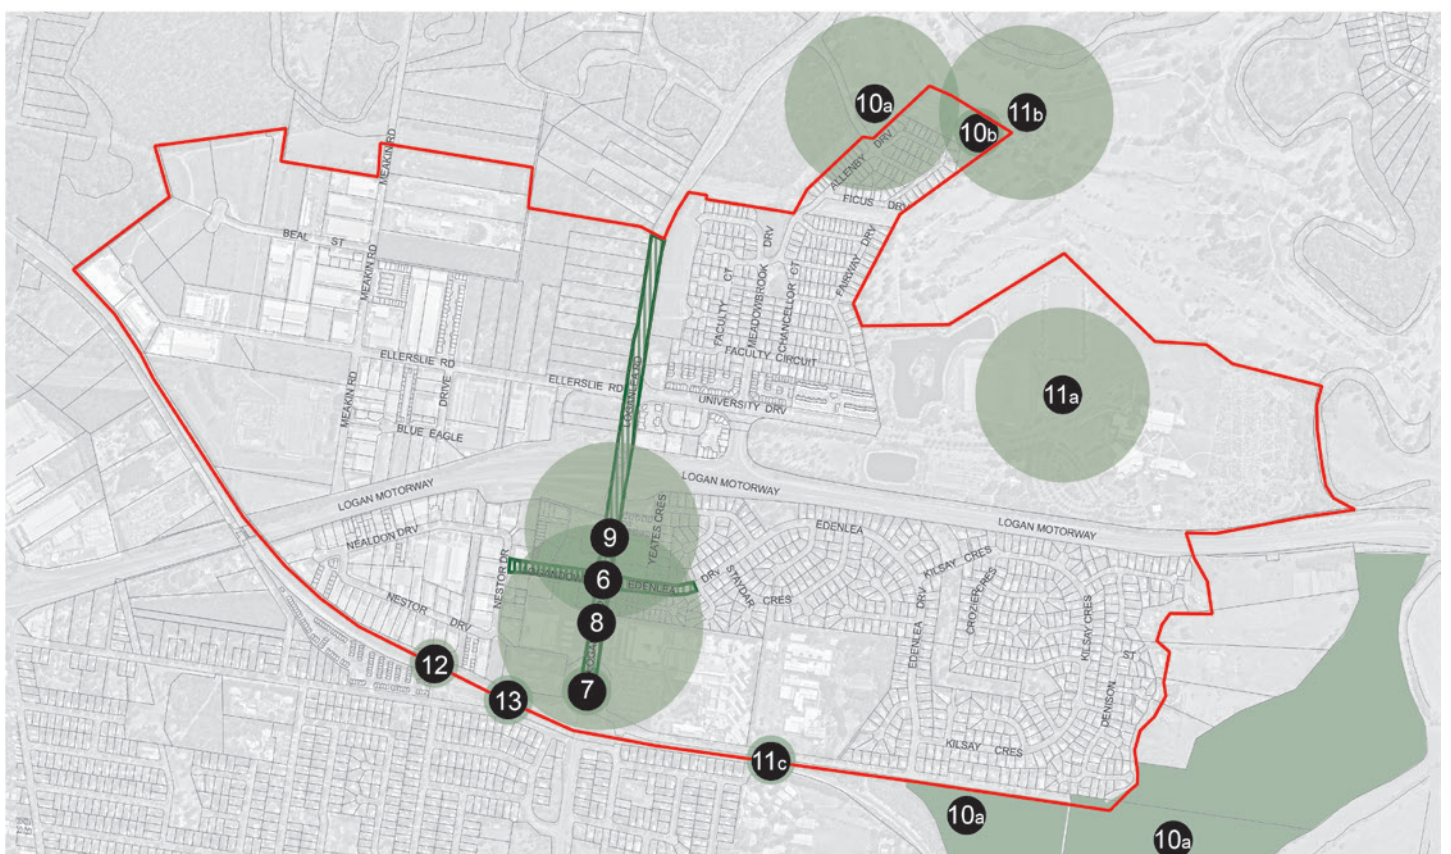 10a
11b
10b
MEAKIN RD
ALLENBY DRV
FICUS DRV
BEAL ST
MEAKIN RD
FACULTY CT
MEADOWBROOK DRV
CHANCELLOR CT
FAIRWAY DRV
ELLERSLIE RD
ELLERSLIE RD
FACULTY CIRCUIT
MEAKIN RD
DRIVE
BLUE EAGLE
LOGANLEA RD
UNIVERSITY DRV
11a
LOGAN MOTORWAY
LOGAN MOTORWAY
LOGAN MOTORWAY
NEALDON DRV
YEATES CRES
EDENLEA
9
NESTOR DR
6
EDENLEA DRV
STAYDAR CRES
KILSAY CRES
CROZIER CRES
EDENLEA DRV
KILSAY CRES
NESTOR DRV
8
ST
DENISON
12
7
13
KILSAY CRES
11c
10a
10a